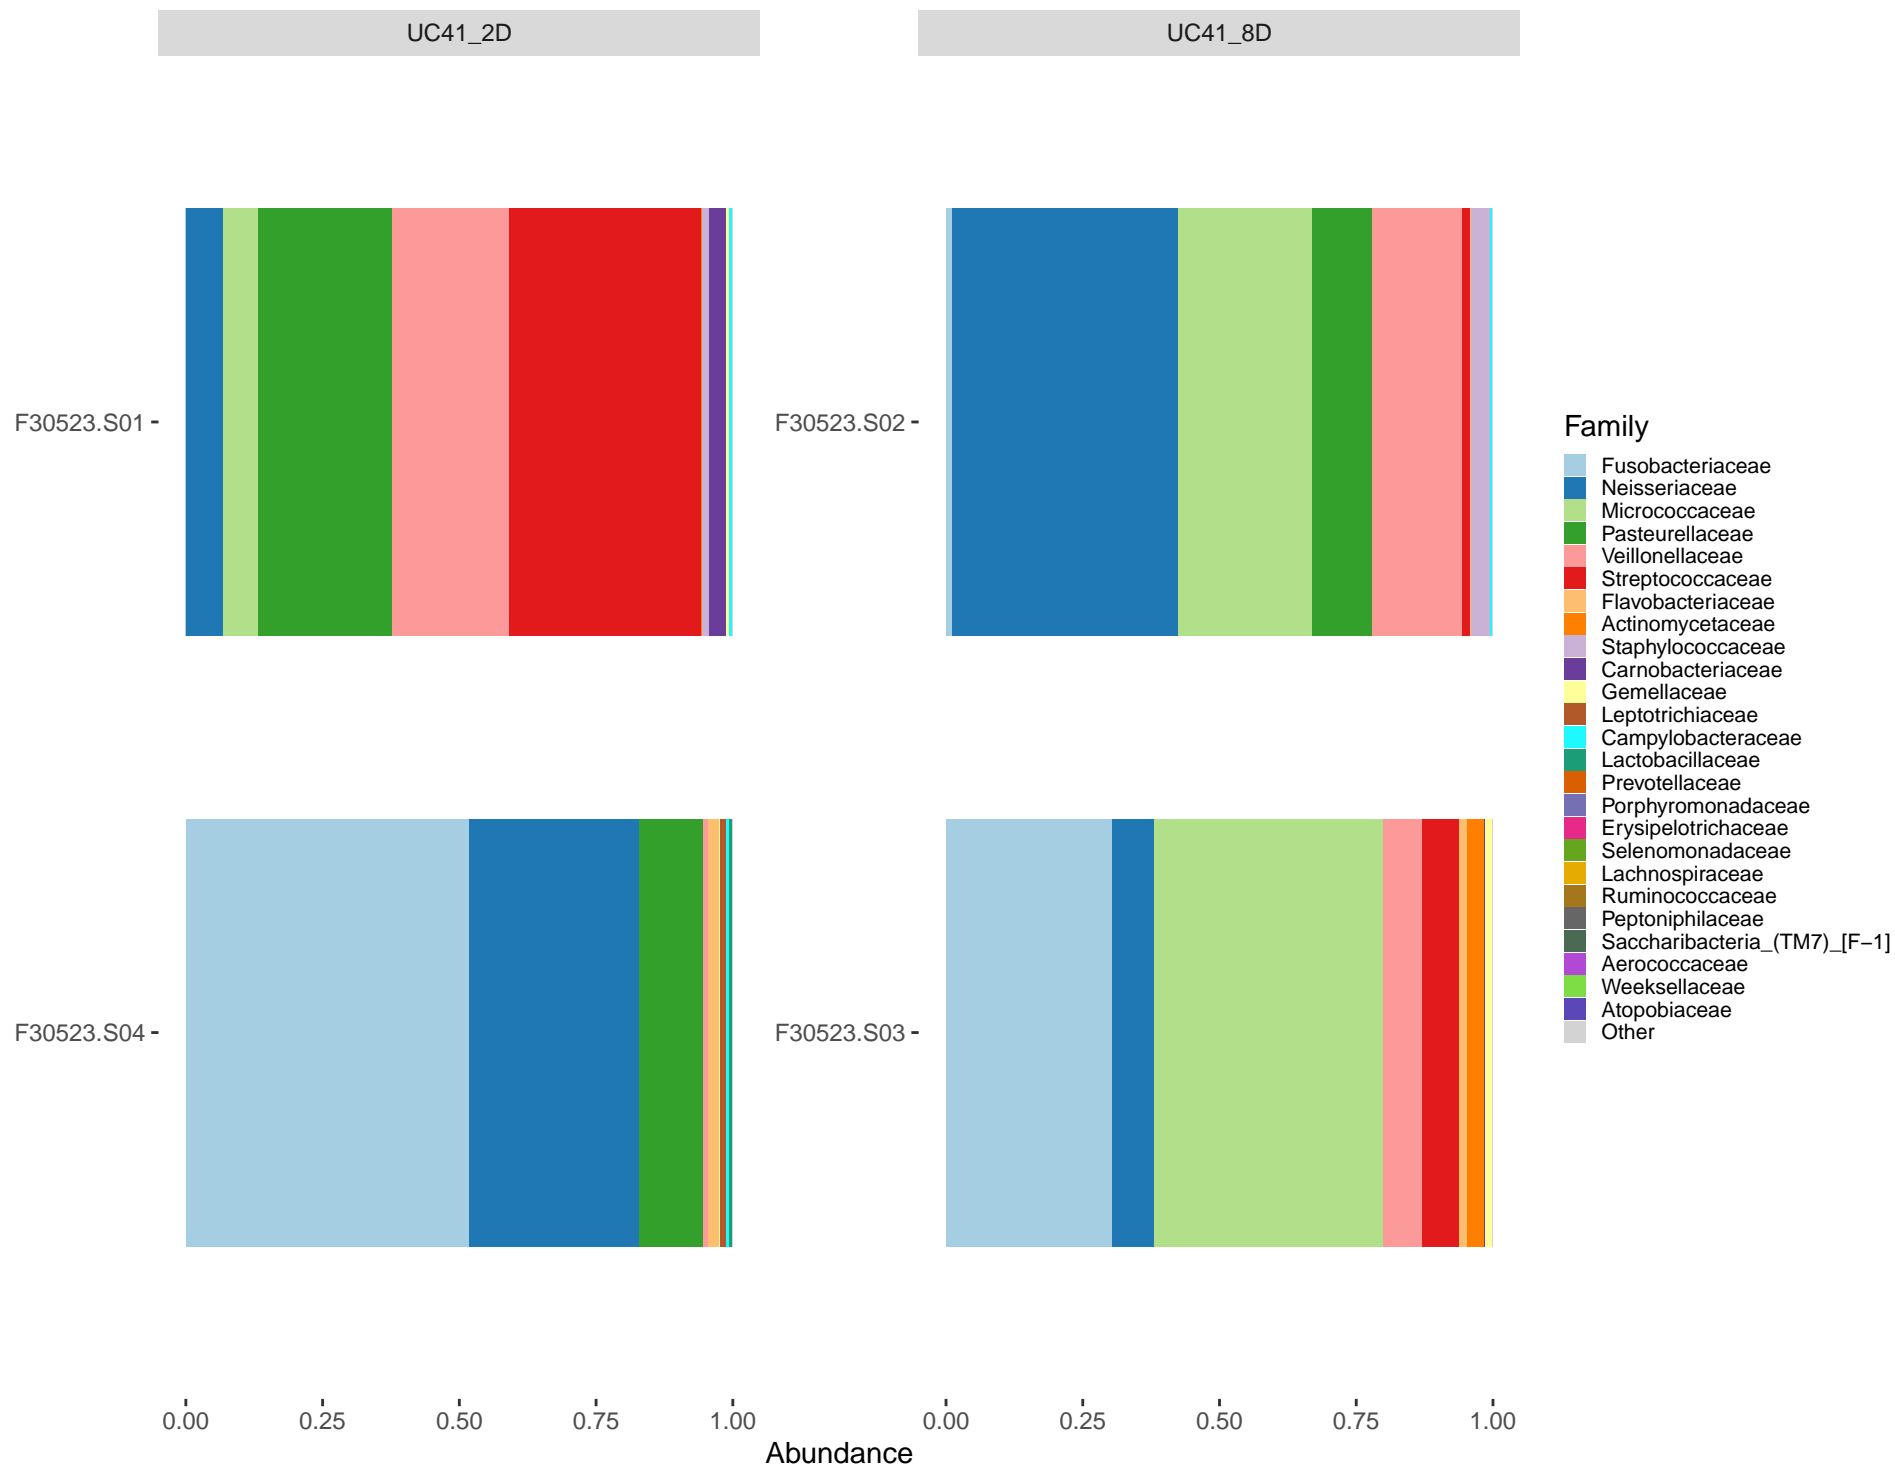 UC41_2D
UC41_8D
F30523.S01
F30523.S02
F30523.S04
F30523.S03
0.00 0.25 0.50 0.75 1.00
0.00 0.25 0.50 0.75 1.00
Abundance
Family
Fusobacteriaceae
Neisseriaceae
Micrococcaceae
Pasteurellaceae
Veillonellaceae
Streptococcaceae
Flavobacteriaceae
Actinomycetaceae
Staphylococcaceae
Carnobacteriaceae
Gemellaceae
Leptotrichiaceae
Campylobacteraceae
Lactobacillaceae
Prevotellaceae
Porphyromonadaceae
Erysipelotrichaceae
Selenomonadaceae
Lachnospiraceae
Ruminococcaceae
Peptoniphilaceae
Saccharibacteria_(TM7)_[F−1]
Aerococcaceae
Weeksellaceae
Atopobiaceae
Other